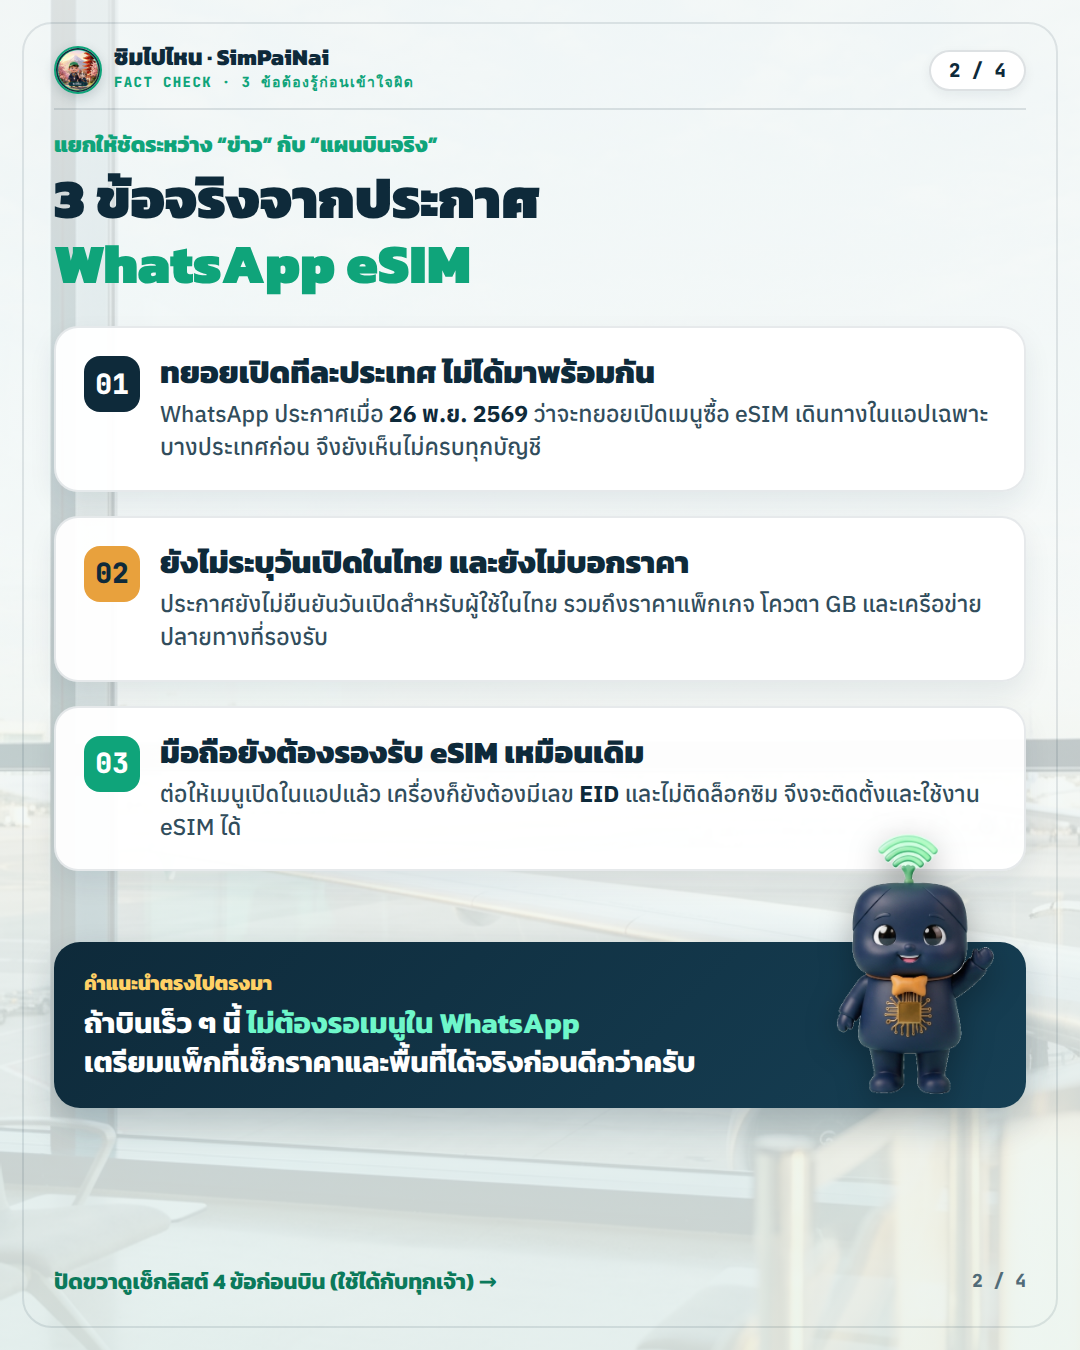 ซิมไปไหน · SimPaiNai
FACT CHECK · 3 ข้อต้องรู้ก่อนเข้าใจผิด
2 / 4
แยกให้ชัดระหว่าง “ข่าว” กับ “แผนบินจริง”
3 ข้อจริงจากประกาศ
WhatsApp eSIM
01
ทยอยเปิดทีละประเทศ ไม่ได้มาพร้อมกัน
WhatsApp ประกาศเมื่อ 26 พ.ย. 2569 ว่าจะทยอยเปิดเมนูซื้อ eSIM เดินทางในแอปเฉพาะ
บางประเทศก่อน จึงยังเห็นไม่ครบทุกบัญชี
02
ยังไม่ระบุวันเปิดในไทย และยังไม่บอกราคา
ประกาศยังไม่ยืนยันวันเปิดสำหรับผู้ใช้ในไทย รวมถึงราคาแพ็กเกจ โควตา GB และเครือข่าย
ปลายทางที่รองรับ
03
มือถือยังต้องรองรับ eSIM เหมือนเดิม
ต่อให้เมนูเปิดในแอปแล้ว เครื่องก็ยังต้องมีเลข EID และไม่ติดล็อกซิม จึงจะติดตั้งและใช้งาน
eSIM ได้
คำแนะนำตรงไปตรงมา
ถ้าบินเร็ว ๆ นี้ ไม่ต้องรอเมนูใน WhatsApp
เตรียมแพ็กที่เช็กราคาและพื้นที่ได้จริงก่อนดีกว่าครับ
ปัดขวาดูเช็กลิสต์ 4 ข้อก่อนบิน (ใช้ได้กับทุกเจ้า) →
2 / 4